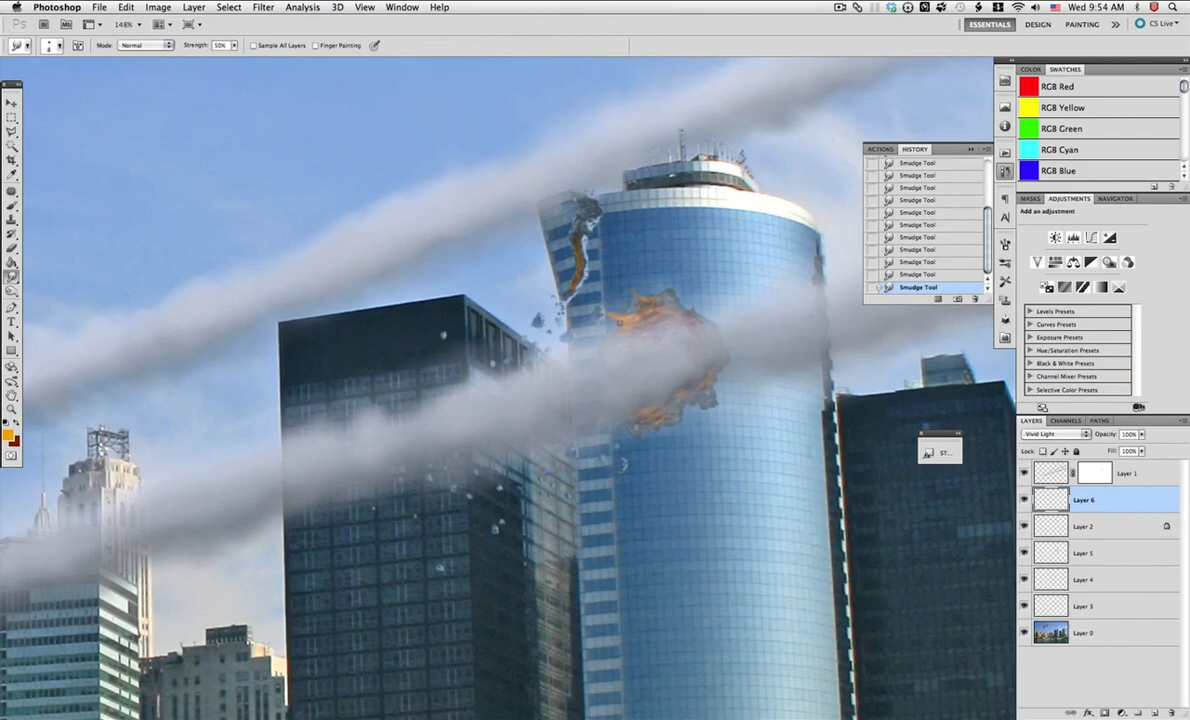 Photoshop File Edit Image Layer Select Filter Analysis 3D View Window Help
Wed 9:54 AM
Ps Br Mb 148%
ESSENTIALS DESIGN PAINTING CS Live
Mode: Normal Strength: 50% Sample All Layers Finger Painting
8
COLOR SWATCHES
RGB Red
RGB Yellow
RGB Green
RGB Cyan
RGB Blue
ACTIONS HISTORY
Smudge Tool
Smudge Tool
Smudge Tool
Smudge Tool
Smudge Tool
Smudge Tool
Smudge Tool
Smudge Tool
Smudge Tool
Smudge Tool
Smudge Tool
MASKS ADJUSTMENTS NAVIGATOR
Add an adjustment
Levels Presets
Curves Presets
Exposure Presets
Hue/Saturation Presets
Black & White Presets
Channel Mixer Presets
Selective Color Presets
LAYERS CHANNELS PATHS
Vivid Light Opacity: 100%
Lock: Fill: 100%
ST...
Layer 1
Layer 6
Layer 2
Layer 5
Layer 4
Layer 3
Layer 0